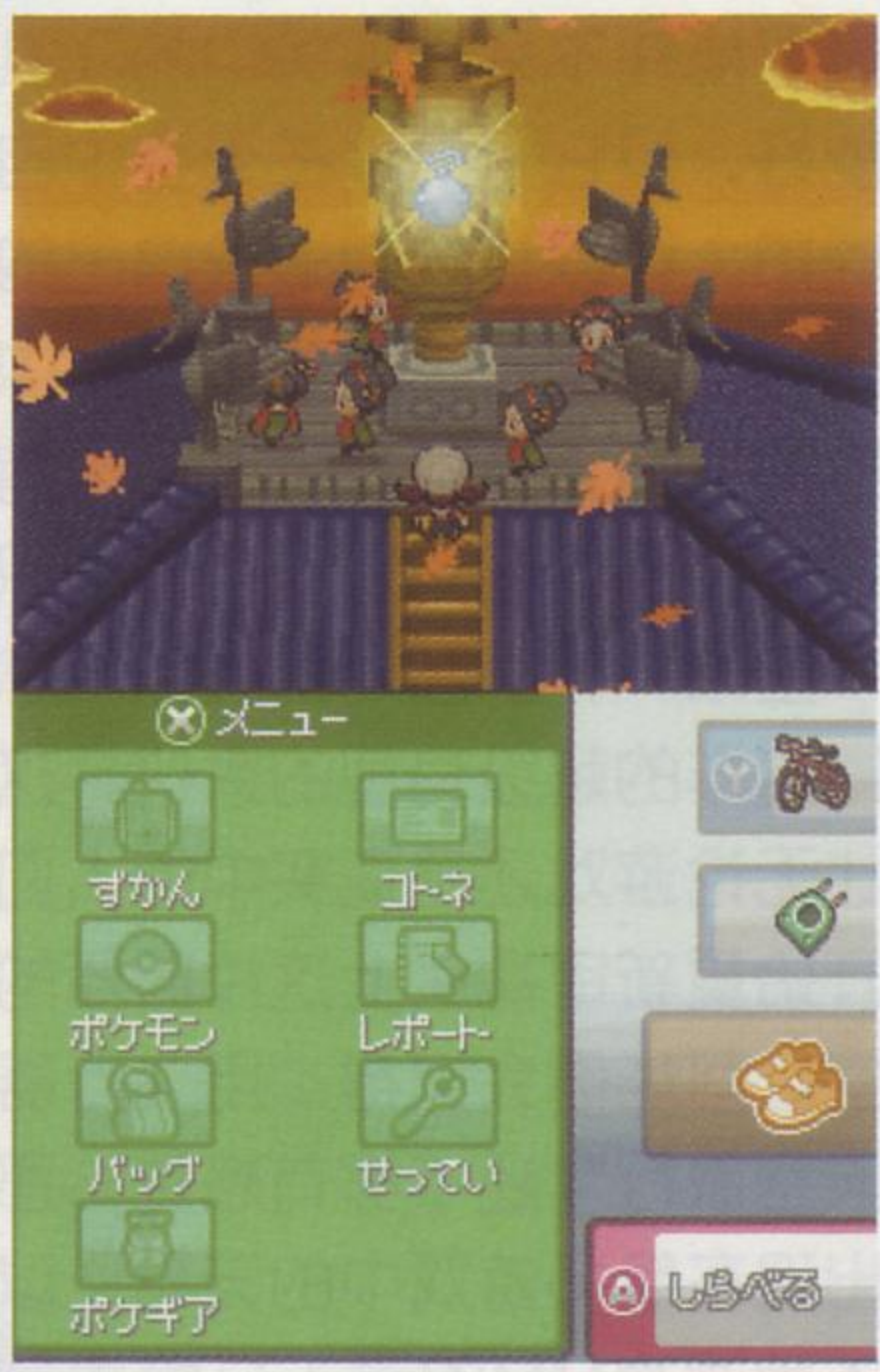 Ⓧ メニュー
ずかん コトネ
ポケモン レポート
バッグ せってい
ポケギア
Ⓨ
Ⓐ しらべる